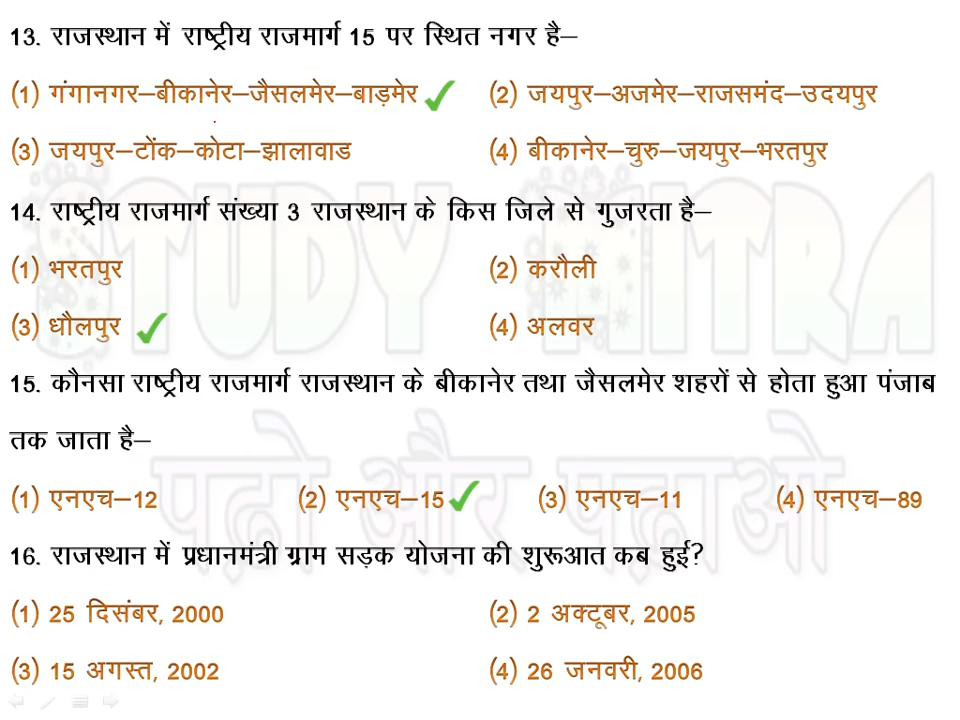 13. राजस्थान में राष्ट्रीय राजमार्ग 15 पर स्थित नगर है–
(1) गंगानगर–बीकानेर–जैसलमेर–बाड़मेर (2) जयपुर–अजमेर–राजसमंद–उदयपुर
(3) जयपुर–टोंक–कोटा–झालावाड (4) बीकानेर–चुरु–जयपुर–भरतपुर
14. राष्ट्रीय राजमार्ग संख्या 3 राजस्थान के किस जिले से गुजरता है–
(1) भरतपुर (2) करौली
STUDY MITRA
(3) धौलपुर (4) अलवर
15. कौनसा राष्ट्रीय राजमार्ग राजस्थान के बीकानेर तथा जैसलमेर शहरों से होता हुआ पंजाब
तक जाता है–
पढ़ो और पढ़ाओ
(1) एनएच–12 (2) एनएच–15 (3) एनएच–11 (4) एनएच–89
16. राजस्थान में प्रधानमंत्री ग्राम सड़क योजना की शुरूआत कब हुई?
(1) 25 दिसंबर, 2000 (2) 2 अक्टूबर, 2005
(3) 15 अगस्त, 2002 (4) 26 जनवरी, 2006